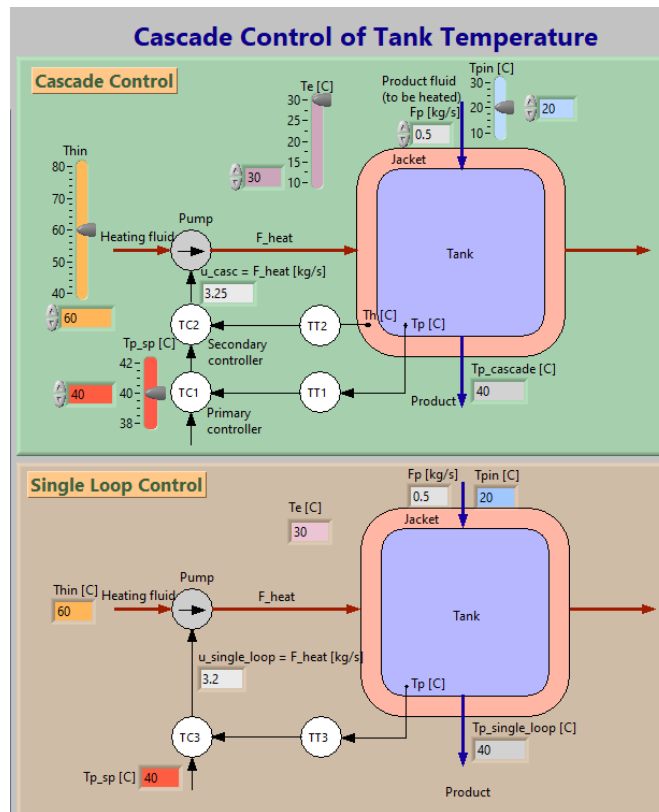 Cascade Control of Tank Temperature
Cascade Control
Te [C]
30
25
20
15
10
30
Product fluid
(to be heated)
Fp [kg/s]
0.5
Tpin [C]
30
20
10
20
Thin
80
70
60
50
40
60
Jacket
Pump
Heating fluid
F_heat
Tank
u_casc = F_heat [kg/s]
3.25
Th [C]
Tp [C]
TC2
TT2
Secondary
controller
Tp_sp [C]
42
40
38
40
TC1
TT1
Primary
controller
Tp_cascade [C]
40
Product
Single Loop Control
Fp [kg/s]
0.5
Tpin [C]
20
Te [C]
30
Jacket
Thin [C]
60
Pump
Heating fluid
F_heat
Tank
u_single_loop = F_heat [kg/s]
3.2
Tp [C]
TC3
TT3
Tp_single_loop [C]
40
Tp_sp [C]
40
Product